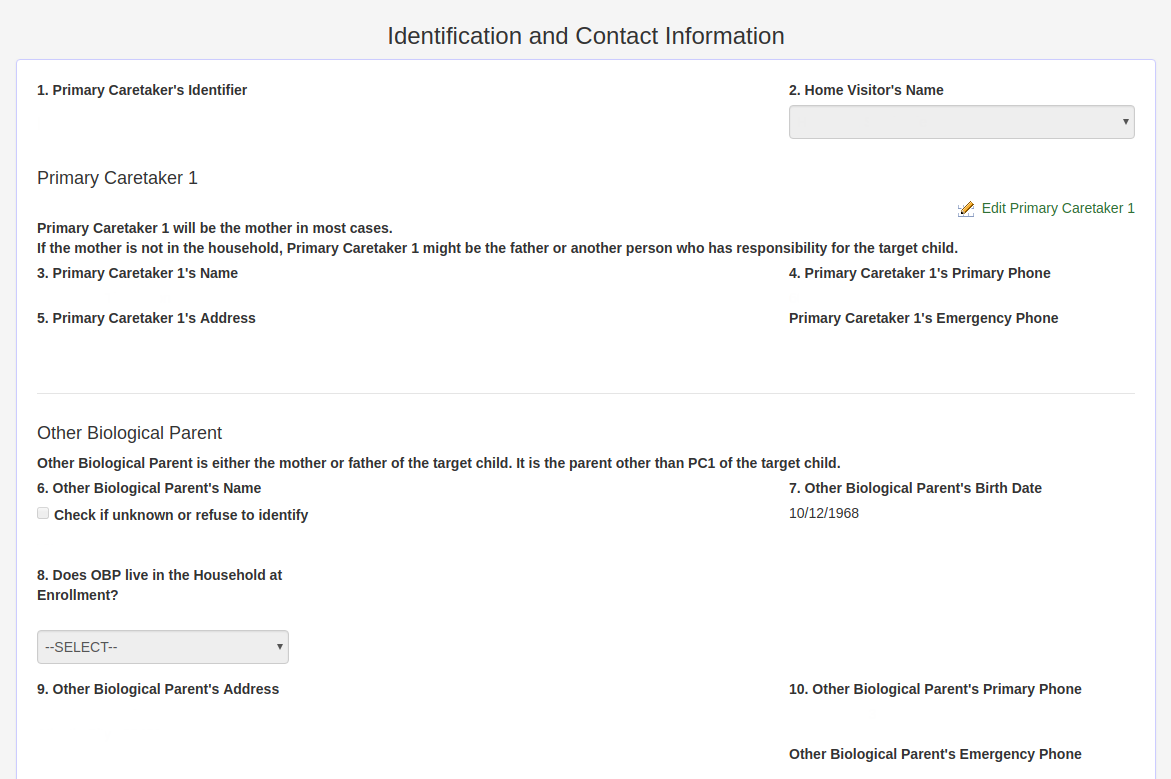 Identification and Contact Information
1. Primary Caretaker's Identifier
2. Home Visitor's Name
Primary Caretaker 1
Edit Primary Caretaker 1
Primary Caretaker 1 will be the mother in most cases.
If the mother is not in the household, Primary Caretaker 1 might be the father or another person who has responsibility for the target child.
3. Primary Caretaker 1's Name
4. Primary Caretaker 1's Primary Phone
5. Primary Caretaker 1's Address
Primary Caretaker 1's Emergency Phone
Other Biological Parent
Other Biological Parent is either the mother or father of the target child. It is the parent other than PC1 of the target child.
6. Other Biological Parent's Name
7. Other Biological Parent's Birth Date
Check if unknown or refuse to identify
10/12/1968
8. Does OBP live in the Household at
Enrollment?
--SELECT--
9. Other Biological Parent's Address
10. Other Biological Parent's Primary Phone
Other Biological Parent's Emergency Phone